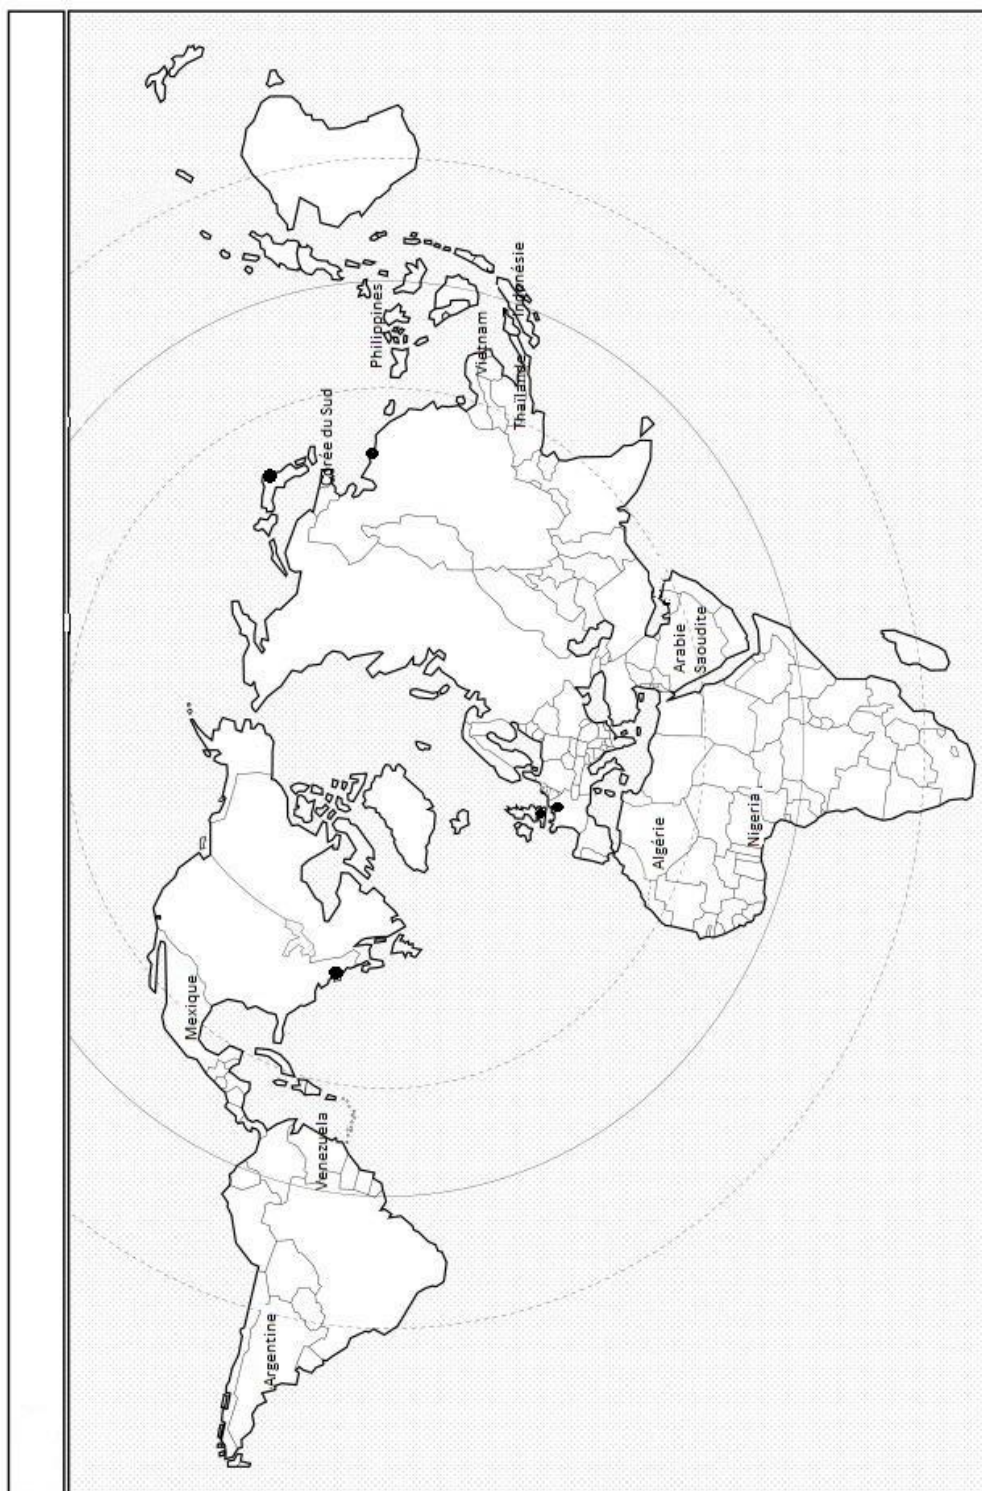 Philippines
Indonésie
Vietnam
Thaïlande
Corée du Sud
Arabie
Saoudite
Nigeria
Algérie
Mexique
Venezuela
Argentine